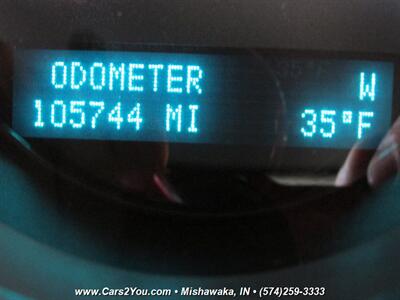 ODOMETER W
105744 MI 35°F
www.Cars2You.com • Mishawaka, IN • (574)259-3333